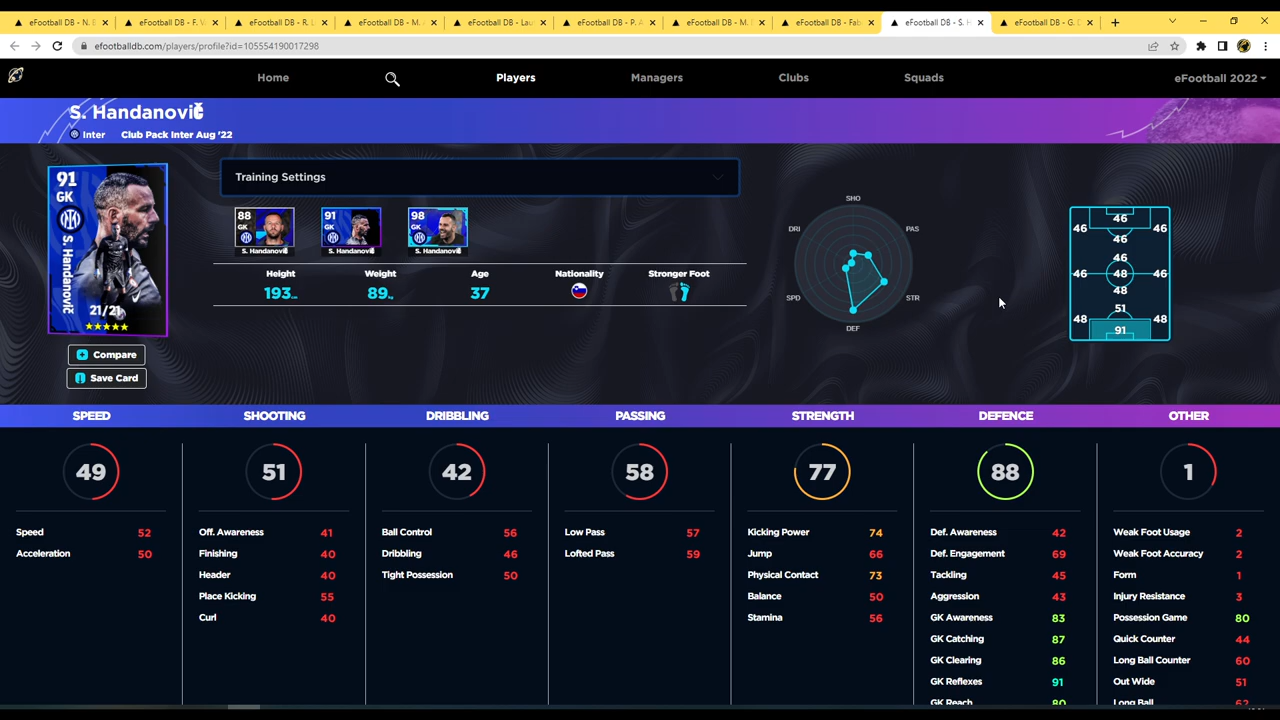 eFootball DB - N. B
eFootball DB - F. V
eFootball DB - R. L
eFootball DB - M. A
eFootball DB - Lau
eFootball DB - P. A
eFootball DB - M.
eFootball DB - Fab
eFootball DB - S. H
eFootball DB - G. D
efootballdb.com/players/profile?id=105554190017298
Home
Players
Managers
Clubs
Squads
eFootball 2022
S. Handanovič
Inter
Club Pack Inter Aug '22
91
GK
S. Handanovič
21/21
Compare
Save Card
Training Settings
88
GK
S. Handanovič
91
GK
S. Handanovič
98
GK
S. Handanovič
Height
Weight
Age
Nationality
Stronger Foot
193
89
37
SHO
PAS
STR
DEF
SPD
DRI
46
46 46
46
46
46 48 46
48
51
48 48
91
SPEED
49
Speed 52
Acceleration 50
SHOOTING
51
Off. Awareness 41
Finishing 40
Header 40
Place Kicking 55
Curl 40
DRIBBLING
42
Ball Control 56
Dribbling 46
Tight Possession 50
PASSING
58
Low Pass 57
Lofted Pass 59
STRENGTH
77
Kicking Power 74
Jump 66
Physical Contact 73
Balance 50
Stamina 56
DEFENCE
88
Def. Awareness 42
Def. Engagement 69
Tackling 45
Aggression 43
GK Awareness 83
GK Catching 87
GK Clearing 86
GK Reflexes 91
GK Reach 80
OTHER
1
Weak Foot Usage 2
Weak Foot Accuracy 2
Form 1
Injury Resistance 3
Possession Game 80
Quick Counter 44
Long Ball Counter 60
Out Wide 51
Long Ball 62